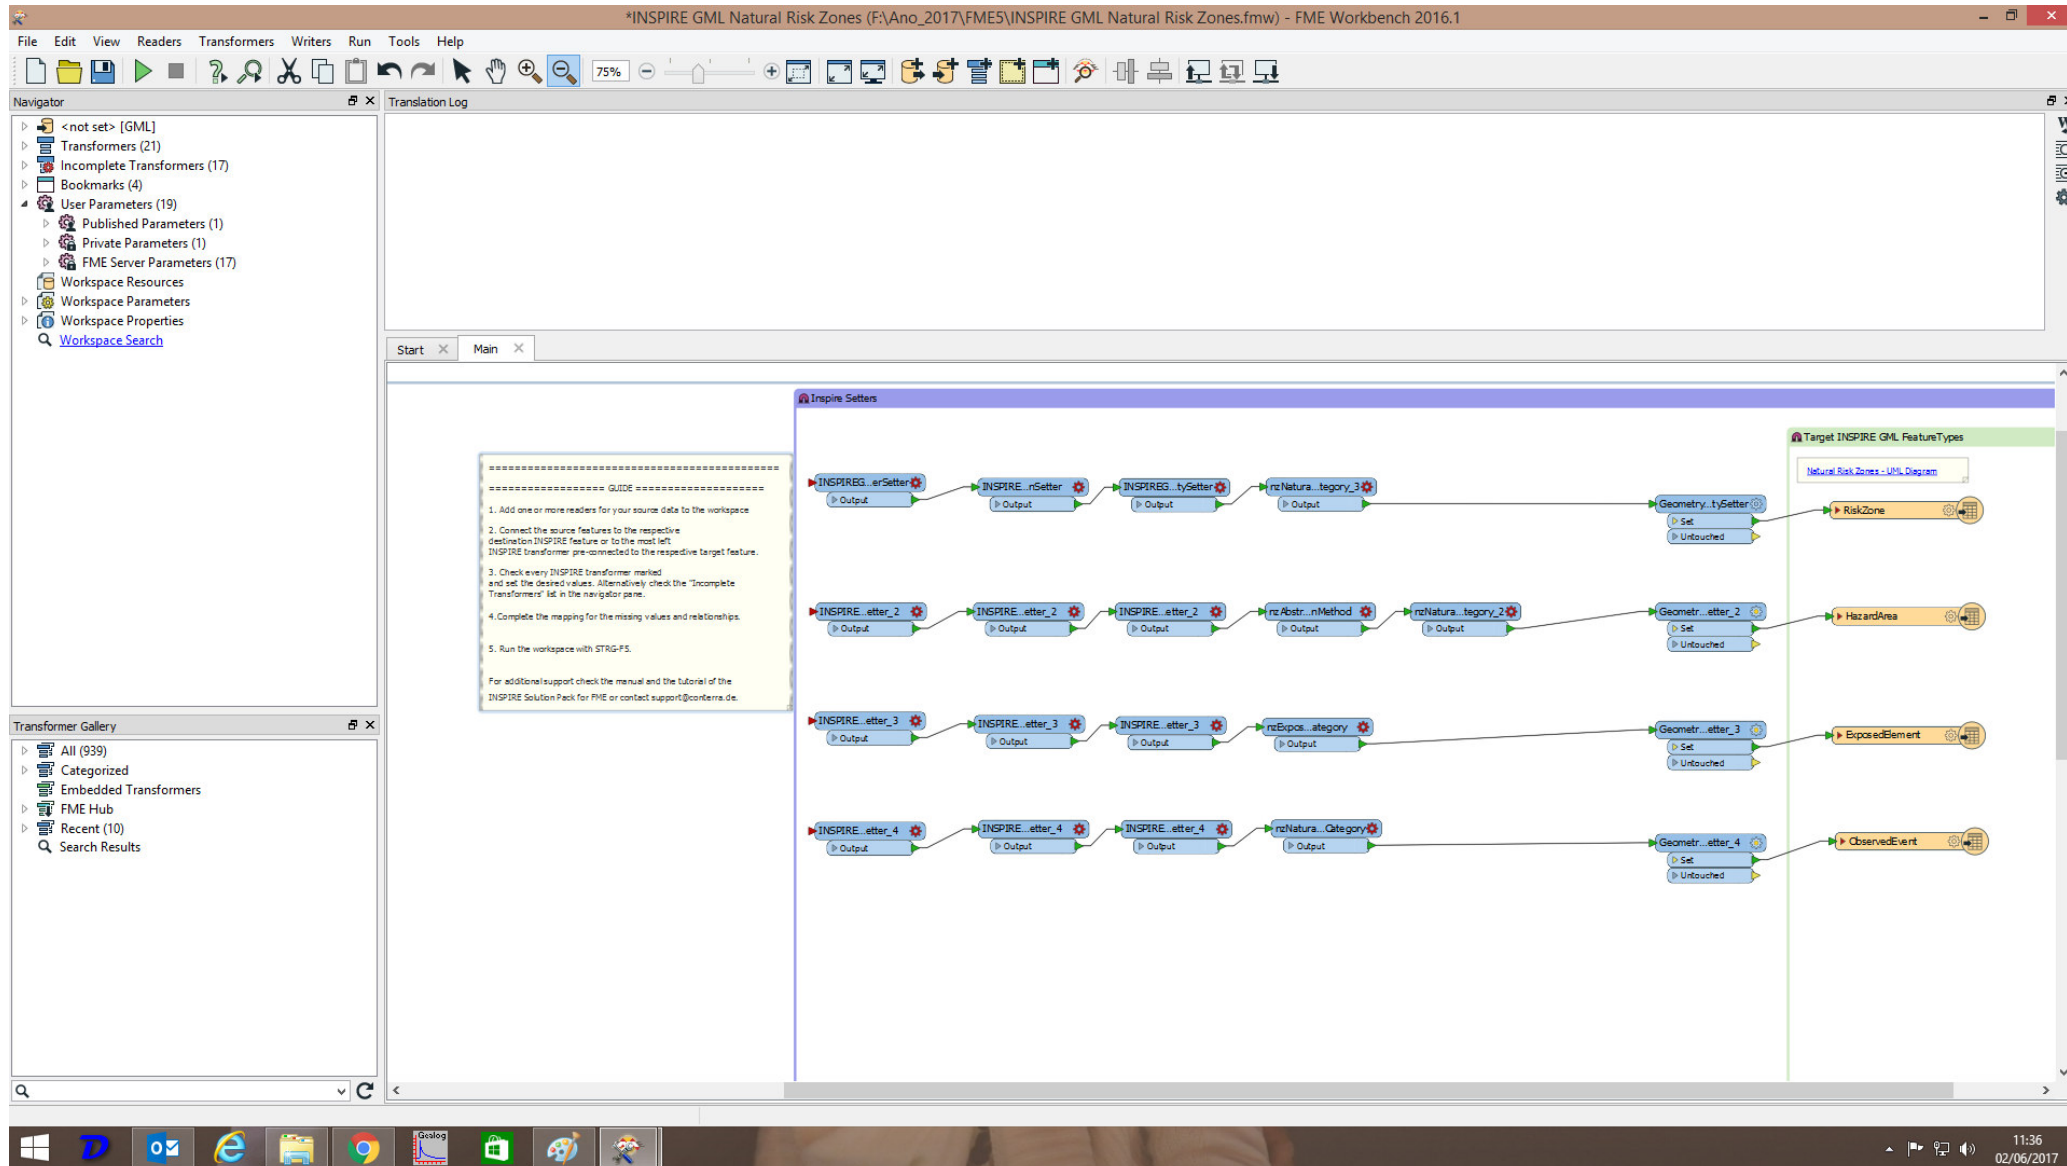 *INSPIRE GML Natural Risk Zones (F:\Ano_2017\FME5\INSPIRE GML Natural Risk Zones.fmw) - FME Workbench 2016.1
File Edit View Readers Transformers Writers Run Tools Help
75%
Navigator
<not set> [GML]
Transformers (21)
Incomplete Transformers (17)
Bookmarks (4)
User Parameters (19)
Published Parameters (1)
Private Parameters (1)
FME Server Parameters (17)
Workspace Resources
Workspace Parameters
Workspace Properties
Workspace Search
Transformer Gallery
All (939)
Categorized
Embedded Transformers
FME Hub
Recent (10)
Search Results
Translation Log
Start Main
Inspire Setters
Target INSPIRE GML FeatureTypes
Natural Risk Zones - UML Diagram
=============================================
================== GUIDE ====================
1. Add one or more readers for your source data to the workspace
2. Connect the source features to the respective
destination INSPIRE feature or to the most left
INSPIRE transformer pre-connected to the respective target feature.
3. Check every INSPIRE transformer marked
and set the desired values. Alternatively check the "Incomplete
Transformers" list in the navigator pane.
4.Complete the mapping for the missing values and relationships.
5. Run the workspace with STRG-F5.
For additional support check the manual and the tutorial of the
INSPIRE Solution Pack for FME or contact support@conterra.de.
INSPIREG...erSetter INSPIRE...nSetter INSPIREG...tySetter nzNatura...tegory_3 Geometry...tySetter RiskZone
Output Output Output Output Set
Untouched
INSPIRE...etter_2 INSPIRE...etter_2 INSPIRE...etter_2 nzAbstr...nMethod nzNatura...tegory_2 Geometr...etter_2 HazardArea
Output Output Output Output Output Set
Untouched
INSPIRE...etter_3 INSPIRE...etter_3 INSPIRE...etter_3 nzExpos...ategory Geometr...etter_3 ExposedElement
Output Output Output Output Set
Untouched
INSPIRE...etter_4 INSPIRE...etter_4 INSPIRE...etter_4 nzNatura...Category Geometr...etter_4 ObservedEvent
Output Output Output Output Set
Untouched
Gealog
11:36
02/06/2017